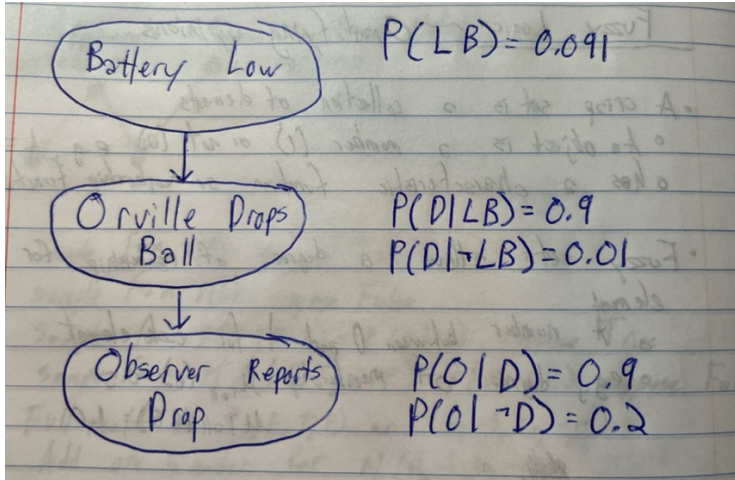 Battery Low
P(LB) = 0.091
Orville Drops
Ball
P(D|LB) = 0.9
P(D|¬LB) = 0.01
Observer Reports
Drop
P(O|D) = 0.9
P(O|¬D) = 0.2